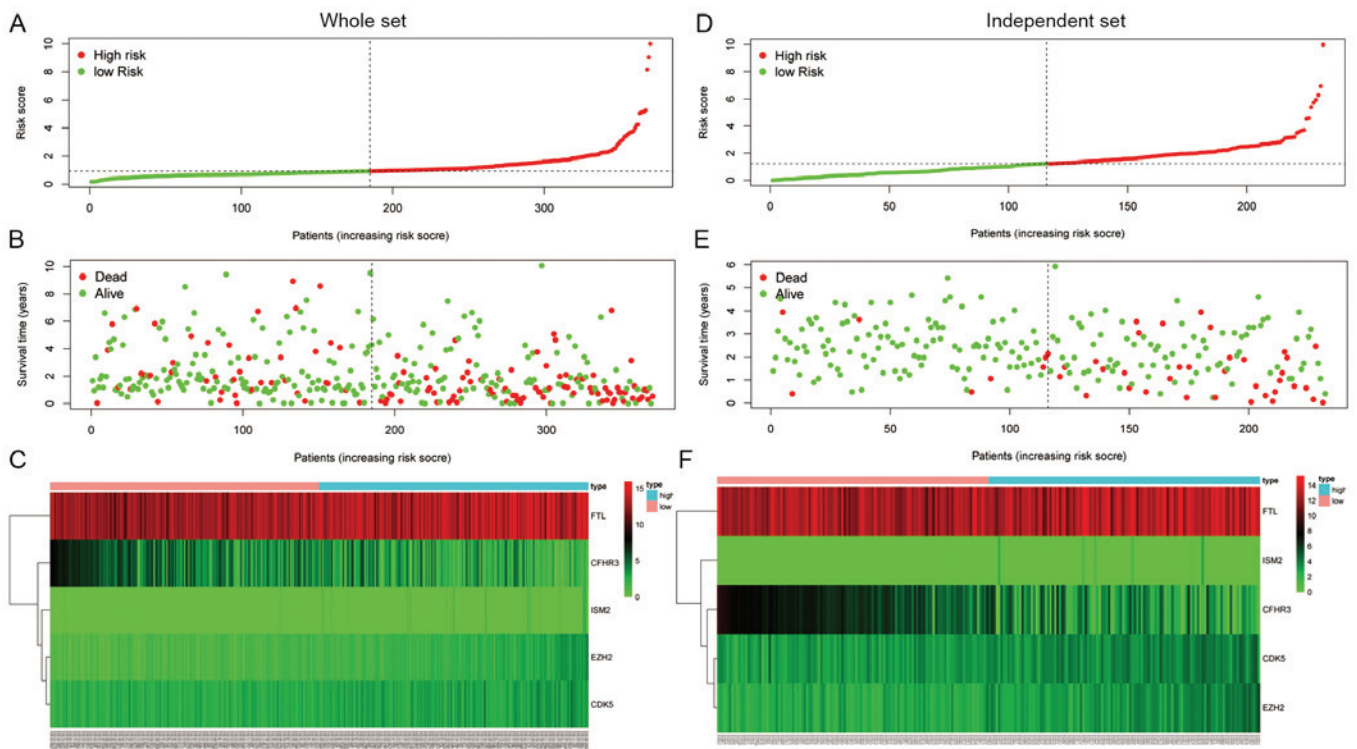 A
Whole set
High risk
low Risk
Risk score
10
8
6
4
2
0
0
100
200
300
Patients (increasing risk socre)
B
Dead
Alive
Survival time (years)
10
8
6
4
2
0
0
100
200
300
Patients (increasing risk socre)
C
type
FTL
CFHR3
ISM2
EZH2
CDK5
15
10
5
0
type
high
low
D
Independent set
High risk
low Risk
Risk score
10
8
6
4
2
0
0
50
100
150
200
Patients (increasing risk socre)
E
Dead
Alive
Survival time (years)
6
5
4
3
2
1
0
0
50
100
150
200
Patients (increasing risk socre)
F
type
FTL
ISM2
CFHR3
CDK5
EZH2
14
12
10
8
6
4
2
0
type
high
low